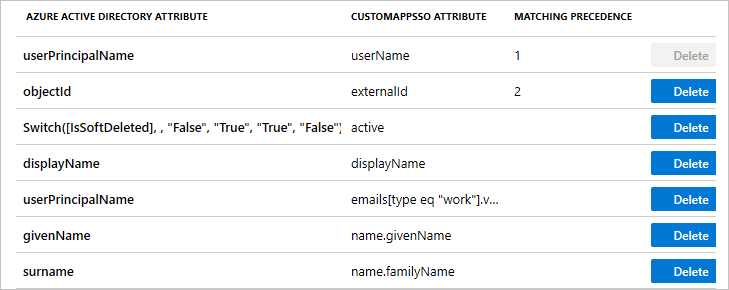 AZURE ACTIVE DIRECTORY ATTRIBUTE CUSTOMAPPSSO ATTRIBUTE MATCHING PRECEDENCE
userPrincipalName userName 1 Delete
objectId externalId 2 Delete
Switch([IsSoftDeleted], , "False", "True", "True", "False") active Delete
displayName displayName Delete
userPrincipalName emails[type eq "work"].v... Delete
givenName name.givenName Delete
surname name.familyName Delete